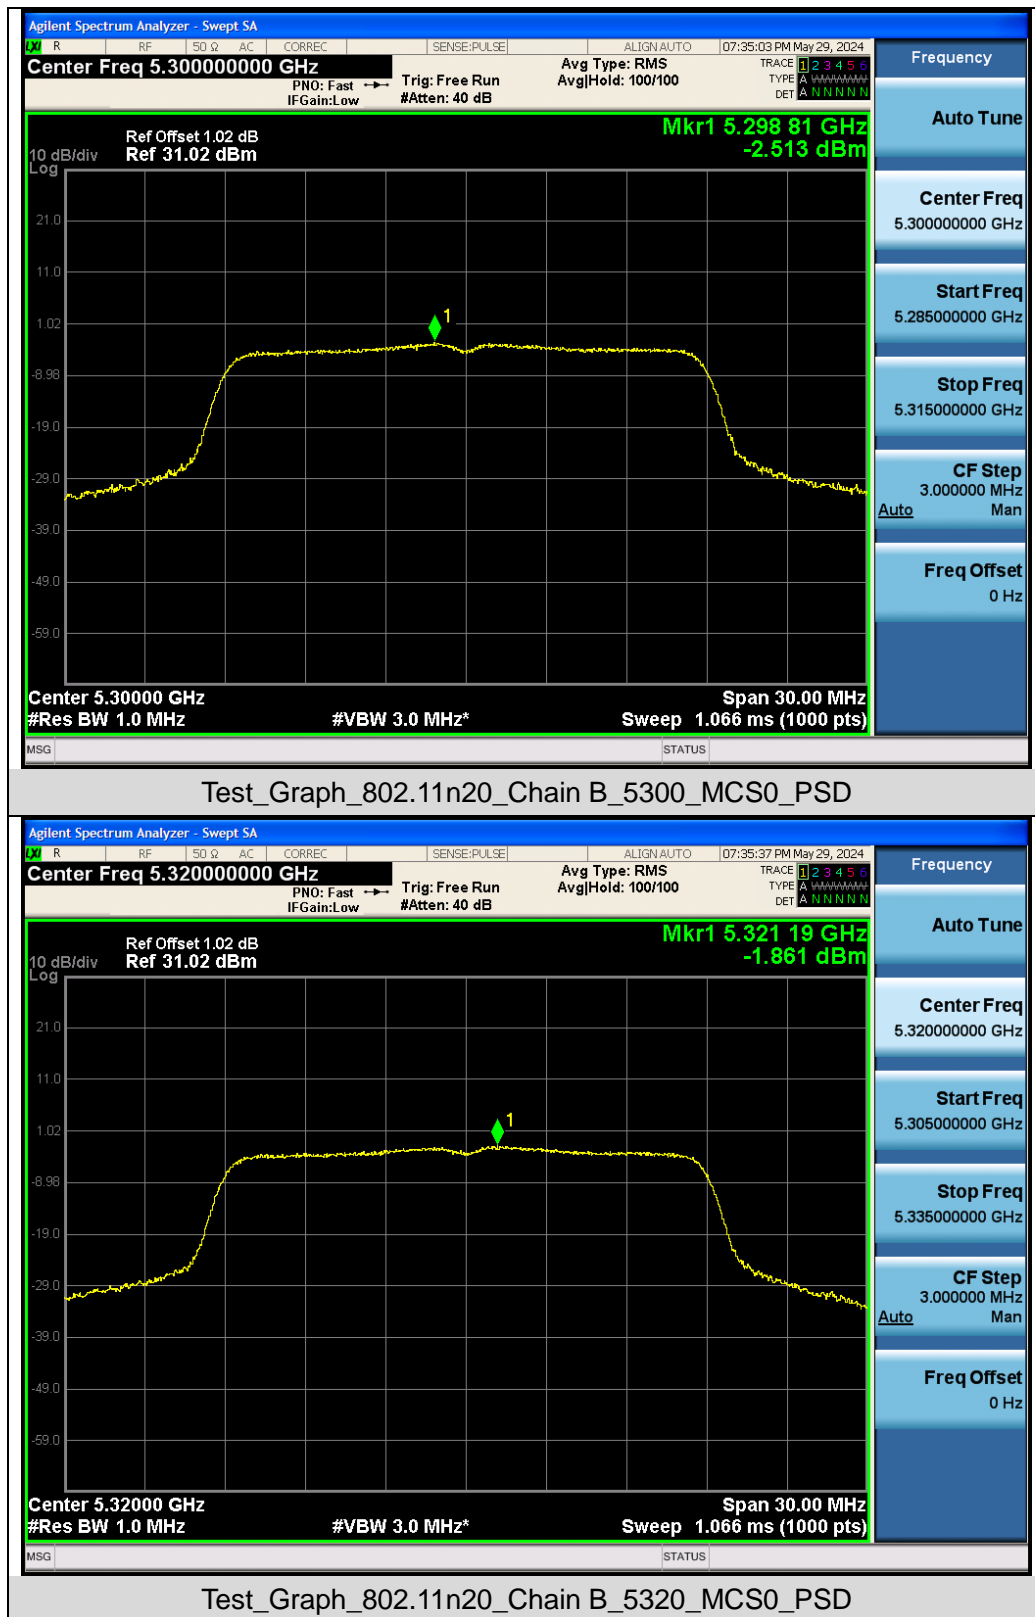 Agilent Spectrum Analyzer - Swept SA
LXI R RF 50 Ω AC CORREC SENSE:PULSE ALIGN AUTO 07:35:03 PM May 29, 2024
Center Freq 5.300000000 GHz
PNO: Fast
IFGain:Low
Trig: Free Run
#Atten: 40 dB
Avg Type: RMS
Avg|Hold: 100/100
TRACE 1 2 3 4 5 6
TYPE A WWWWW
DET A N N N N N
Frequency
Mkr1 5.298 81 GHz
-2.513 dBm
Ref Offset 1.02 dB
10 dB/div Ref 31.02 dBm
Log
21.0
11.0
1.02
-8.98
-19.0
-29.0
-39.0
-49.0
-59.0
1
Center 5.30000 GHz Span 30.00 MHz
#Res BW 1.0 MHz #VBW 3.0 MHz* Sweep 1.066 ms (1000 pts)
MSG STATUS
Auto Tune
Center Freq
5.300000000 GHz
Start Freq
5.285000000 GHz
Stop Freq
5.315000000 GHz
CF Step
3.000000 MHz
Auto Man
Freq Offset
0 Hz
Test_Graph_802.11n20_Chain B_5300_MCS0_PSD
Agilent Spectrum Analyzer - Swept SA
LXI R RF 50 Ω AC CORREC SENSE:PULSE ALIGN AUTO 07:35:37 PM May 29, 2024
Center Freq 5.320000000 GHz
PNO: Fast
IFGain:Low
Trig: Free Run
#Atten: 40 dB
Avg Type: RMS
Avg|Hold: 100/100
TRACE 1 2 3 4 5 6
TYPE A WWWWW
DET A N N N N N
Frequency
Mkr1 5.321 19 GHz
-1.861 dBm
Ref Offset 1.02 dB
10 dB/div Ref 31.02 dBm
Log
21.0
11.0
1.02
-8.98
-19.0
-29.0
-39.0
-49.0
-59.0
1
Center 5.32000 GHz Span 30.00 MHz
#Res BW 1.0 MHz #VBW 3.0 MHz* Sweep 1.066 ms (1000 pts)
MSG STATUS
Auto Tune
Center Freq
5.320000000 GHz
Start Freq
5.305000000 GHz
Stop Freq
5.335000000 GHz
CF Step
3.000000 MHz
Auto Man
Freq Offset
0 Hz
Test_Graph_802.11n20_Chain B_5320_MCS0_PSD